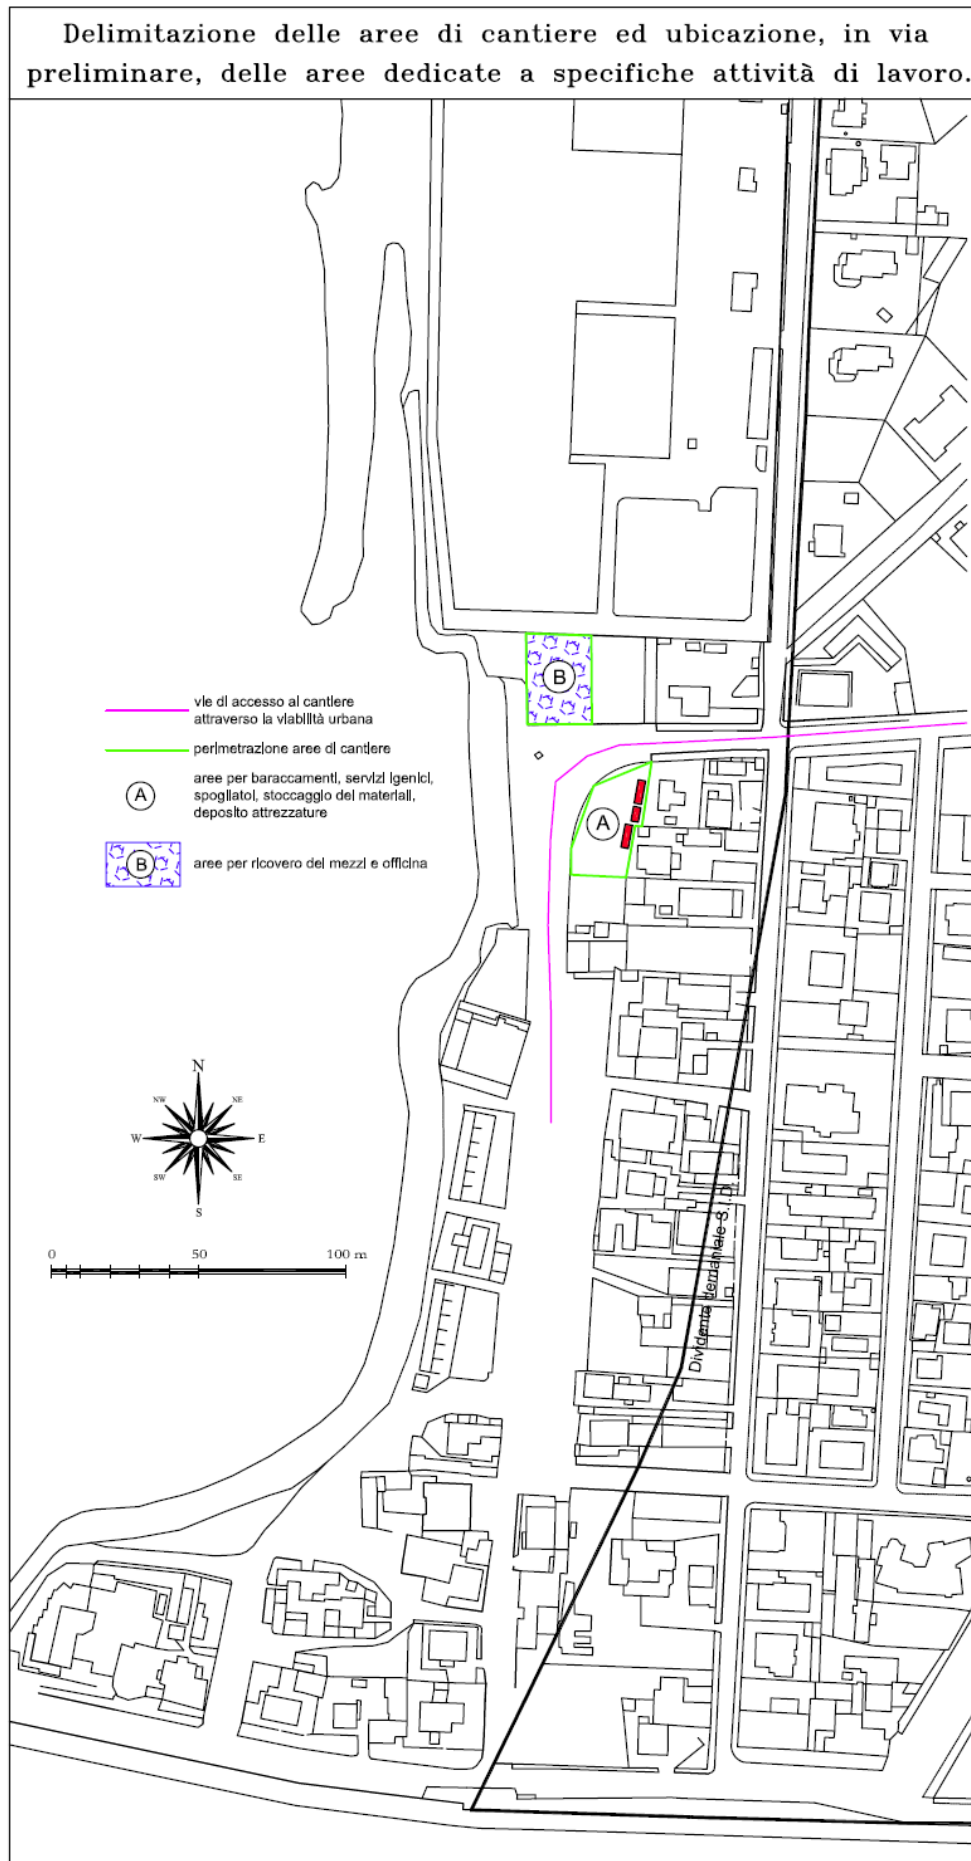 Delimitazione delle aree di cantiere ed ubicazione, in via
preliminare, delle aree dedicate a specifiche attività di lavoro.
B
vie di accesso al cantiere
attraverso la viabilità urbana
perimetrazione aree di cantiere
A
aree per baraccamenti, servizi igenici,
spogliatoi, stoccaggio dei materiali,
deposito attrezzature
A
B
aree per ricovero dei mezzi e officina
N
NW
NE
W
E
SW
SE
S
0 50 100 m
Dividente demaniale S.I.D.